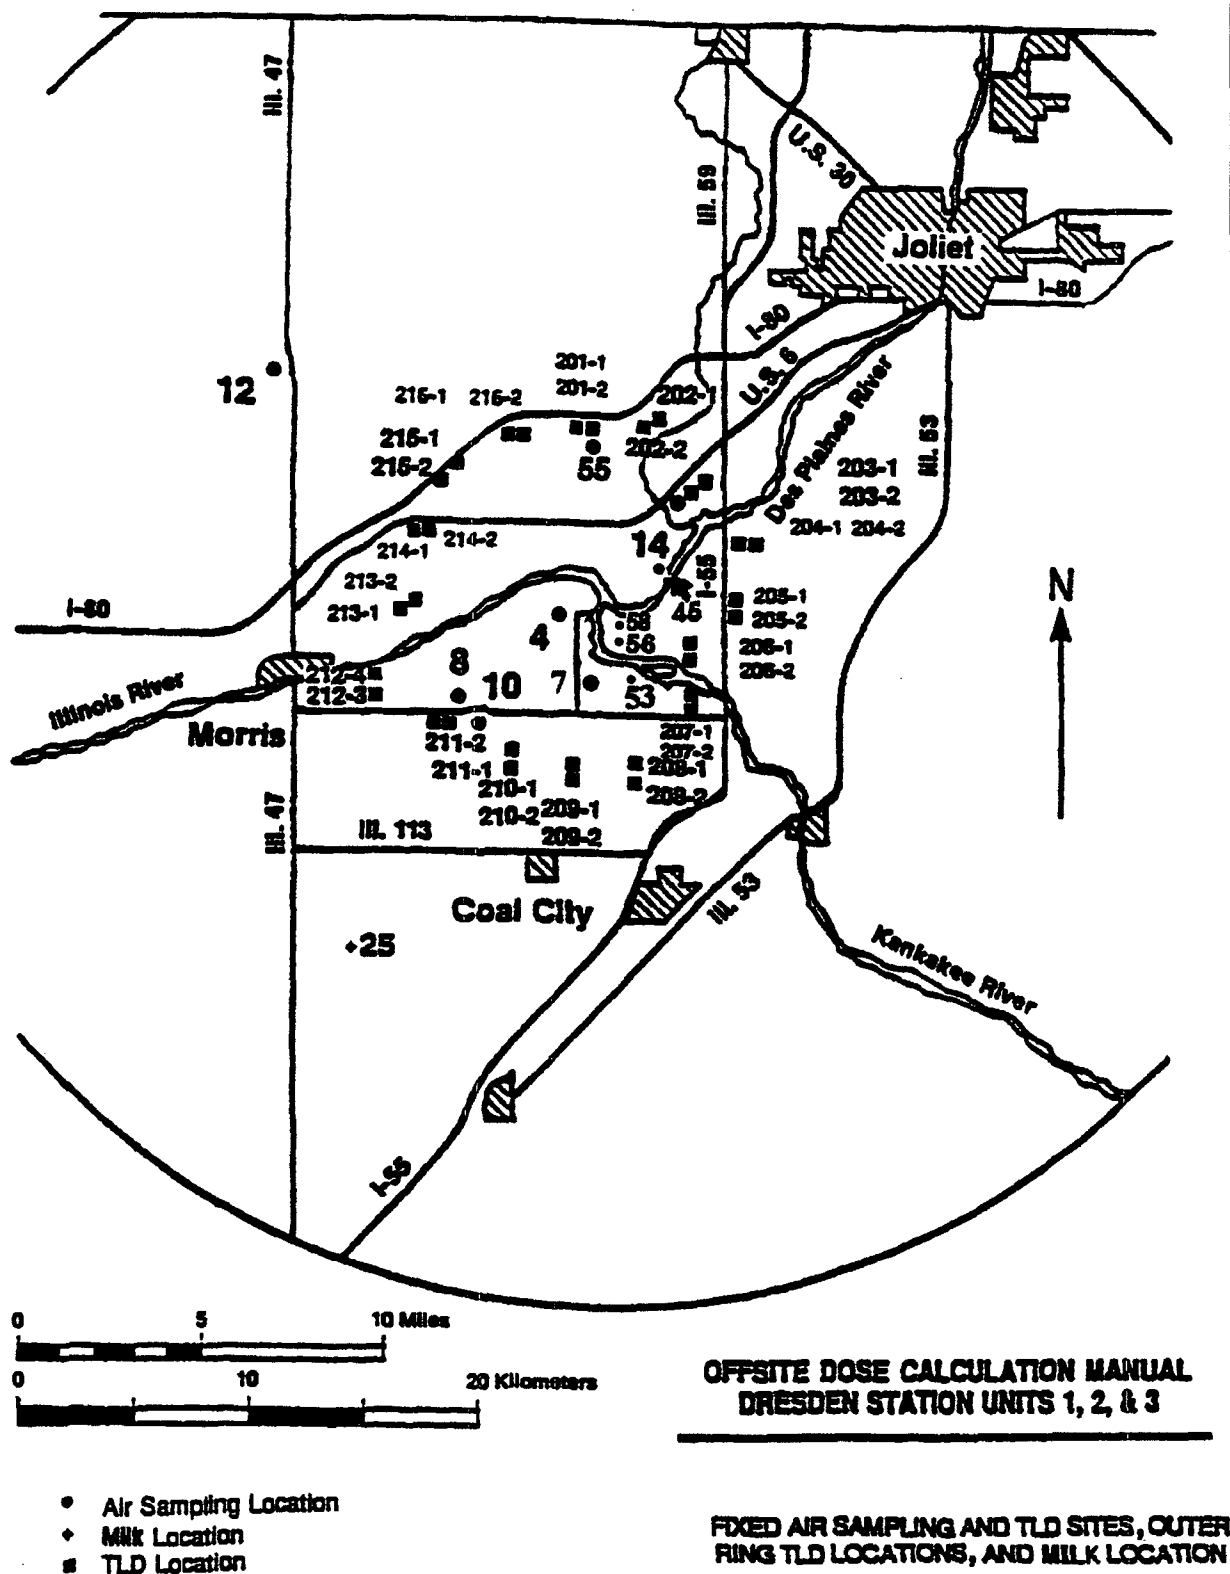 Ill. 47
U.S. 30
Ill. 59
Joliet
I-80
I-80
U.S. 6
12
201-1
201-2
216-1 216-2
202-1
215-1
215-2
202-2
55
Des Plaines River
Ill. 53
203-1
203-2
204-1 204-2
214-1 214-2
14
I-55
213-2
213-1
46
205-1
205-2
I-80
N
4
58
56
206-1
206-2
8
10
7
53
212-4
212-3
Illinois River
Morris
211-2
211-1
207-1
207-2
208-1
208-2
210-1
210-2
209-1
209-2
Ill. 47
Ill. 113
Coal City
Ill. 53
25
Kankakee River
I-55
0 5 10 Miles
0 10 20 Kilometers
OFFSITE DOSE CALCULATION MANUAL
DRESDEN STATION UNITS 1, 2, & 3
Air Sampling Location
Milk Location
TLD Location
FIXED AIR SAMPLING AND TLD SITES, OUTER
RING TLD LOCATIONS, AND MILK LOCATION